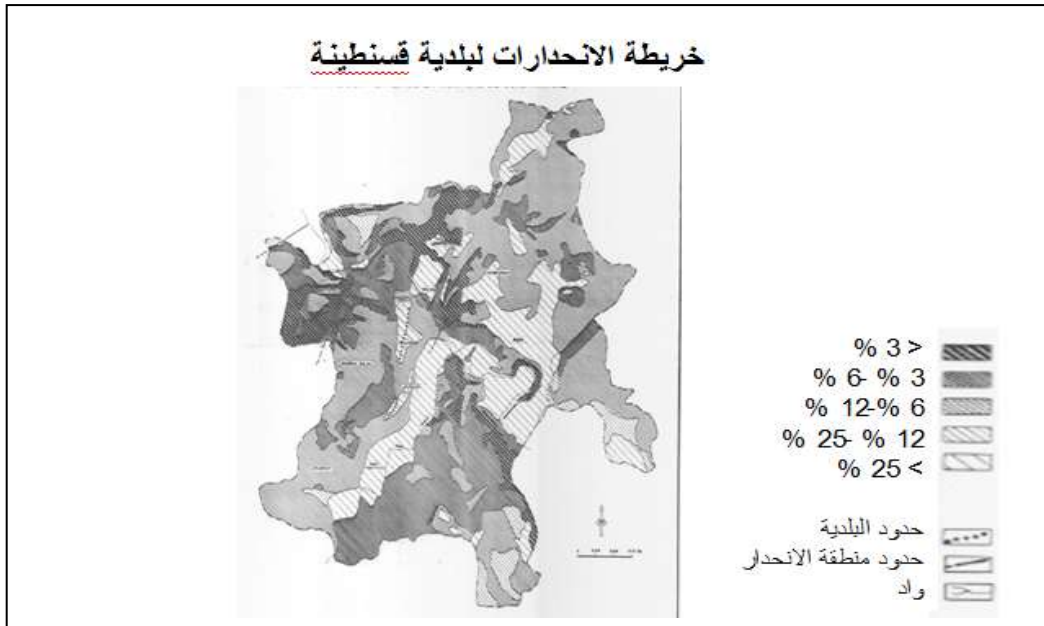 خريطة الانحدارات لبلدية قسنطينة
% 3 >
% 6- % 3
% 12-% 6
% 25- % 12
% 25 <
حدود البلدية
حدود منطقة الانحدار
واد